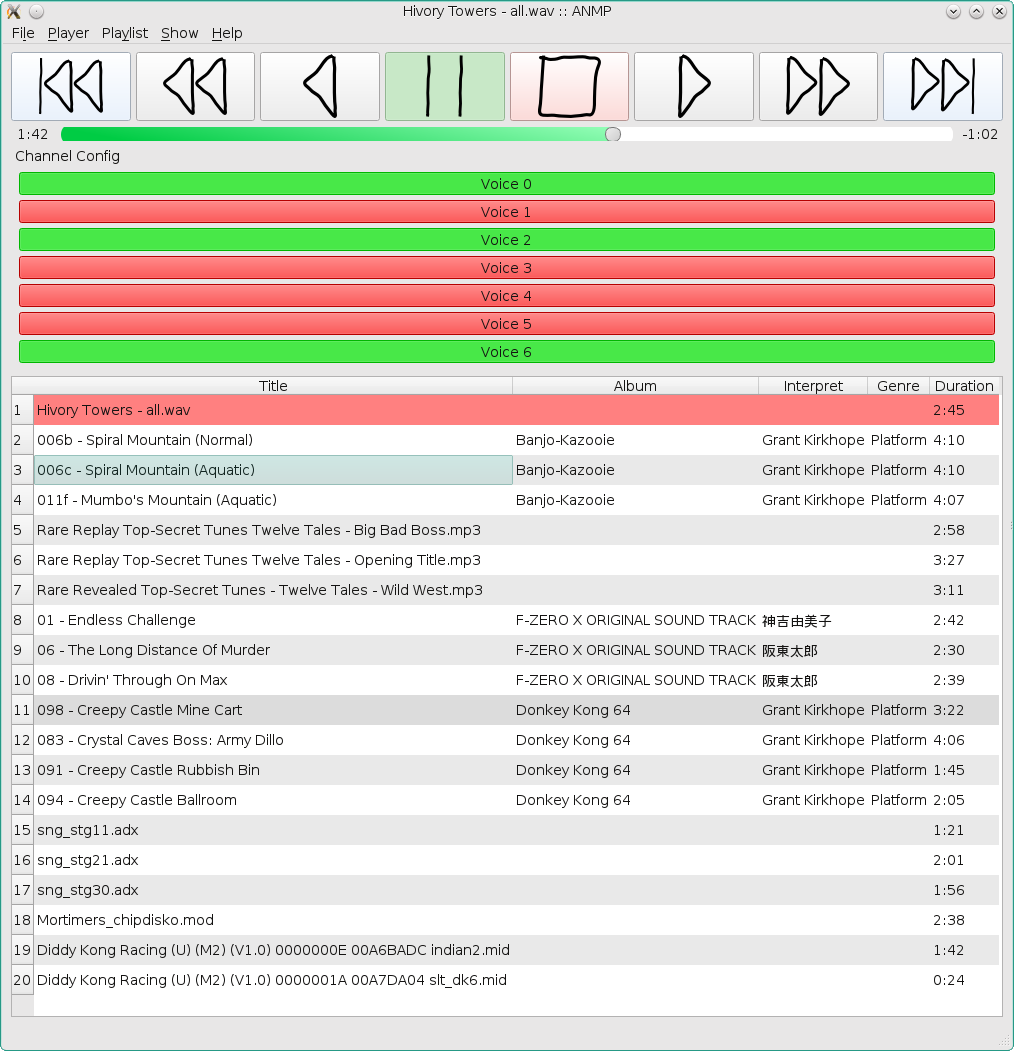 Hivory Towers - all.wav :: ANMP
File Player Playlist Show Help
1:42 -1:02
Channel Config
Voice 0
Voice 1
Voice 2
Voice 3
Voice 4
Voice 5
Voice 6
Title Album Interpret Genre Duration
1 Hivory Towers - all.wav 2:45
2 006b - Spiral Mountain (Normal) Banjo-Kazooie Grant Kirkhope Platform 4:10
3 006c - Spiral Mountain (Aquatic) Banjo-Kazooie Grant Kirkhope Platform 4:10
4 011f - Mumbo's Mountain (Aquatic) Banjo-Kazooie Grant Kirkhope Platform 4:07
5 Rare Replay Top-Secret Tunes Twelve Tales - Big Bad Boss.mp3 2:58
6 Rare Replay Top-Secret Tunes Twelve Tales - Opening Title.mp3 3:27
7 Rare Revealed Top-Secret Tunes - Twelve Tales - Wild West.mp3 3:11
8 01 - Endless Challenge F-ZERO X ORIGINAL SOUND TRACK 神吉由美子 2:42
9 06 - The Long Distance Of Murder F-ZERO X ORIGINAL SOUND TRACK 阪東太郎 2:30
10 08 - Drivin' Through On Max F-ZERO X ORIGINAL SOUND TRACK 阪東太郎 2:39
11 098 - Creepy Castle Mine Cart Donkey Kong 64 Grant Kirkhope Platform 3:22
12 083 - Crystal Caves Boss: Army Dillo Donkey Kong 64 Grant Kirkhope Platform 4:06
13 091 - Creepy Castle Rubbish Bin Donkey Kong 64 Grant Kirkhope Platform 1:45
14 094 - Creepy Castle Ballroom Donkey Kong 64 Grant Kirkhope Platform 2:05
15 sng_stg11.adx 1:21
16 sng_stg21.adx 2:01
17 sng_stg30.adx 1:56
18 Mortimers_chipdisko.mod 2:38
19 Diddy Kong Racing (U) (M2) (V1.0) 0000000E 00A6BADC indian2.mid 1:42
20 Diddy Kong Racing (U) (M2) (V1.0) 0000001A 00A7DA04 slt_dk6.mid 0:24